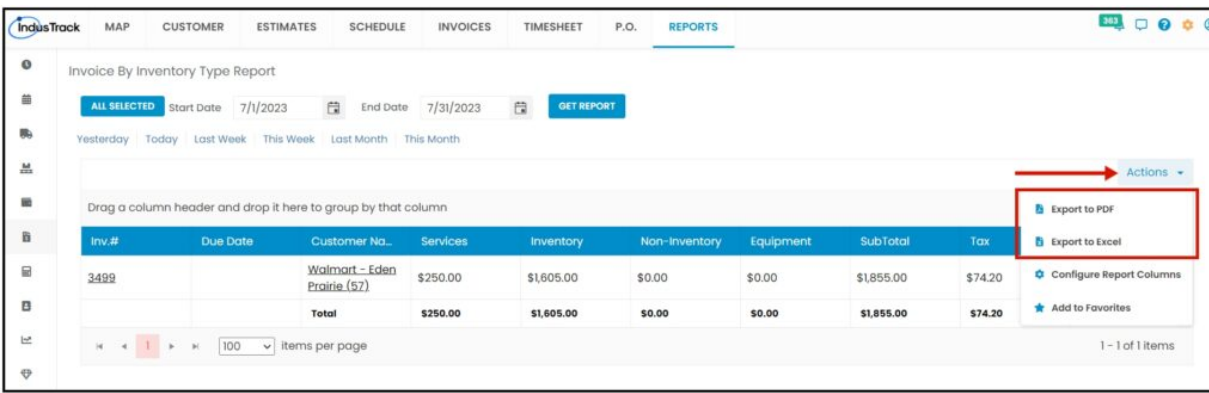 IndusTrack MAP CUSTOMER ESTIMATES SCHEDULE INVOICES TIMESHEET P.O. REPORTS 363
Invoice By Inventory Type Report
ALL SELECTED Start Date 7/1/2023 End Date 7/31/2023 GET REPORT
Yesterday Today Last Week This Week Last Month This Month
Actions
Drag a column header and drop it here to group by that column
Export to PDF
Inv.# Due Date Customer Na... Services Inventory Non-Inventory Equipment SubTotal Tax
Export to Excel
3499 Walmart - Eden Prairie (57) $250.00 $1,605.00 $0.00 $0.00 $1,855.00 $74.20
Configure Report Columns
Total $250.00 $1,605.00 $0.00 $0.00 $1,855.00 $74.20
Add to Favorites
1 100 items per page 1 - 1 of 1 items